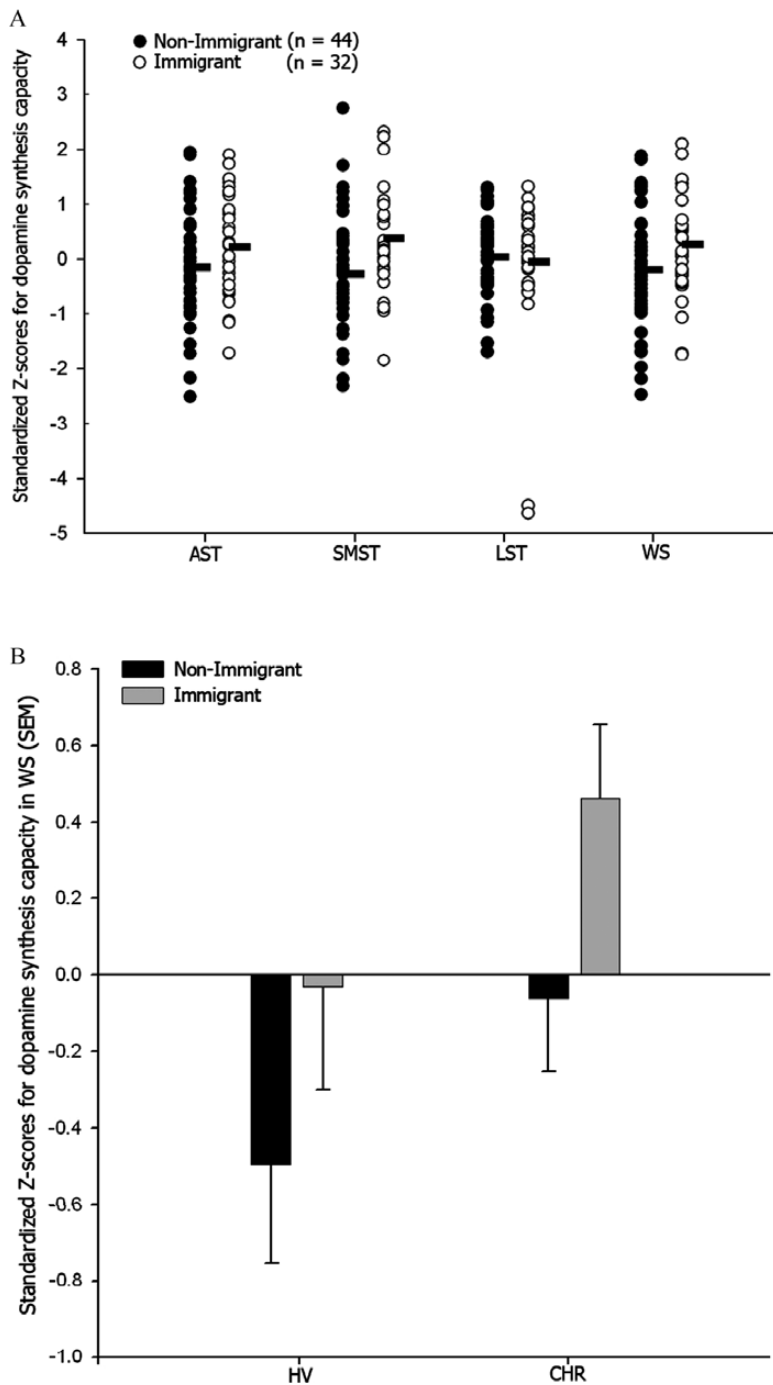 A
Standardized Z-scores for dopamine synthesis capacity
4
3
2
1
0
-1
-2
-3
-4
-5
Non-Immigrant (n = 44)
Immigrant (n = 32)
AST SMST LST WS
B
Standardized Z-scores for dopamine synthesis capacity in WS (SEM)
0.8
0.6
0.4
0.2
0.0
-0.2
-0.4
-0.6
-0.8
-1.0
Non-Immigrant
Immigrant
HV CHR